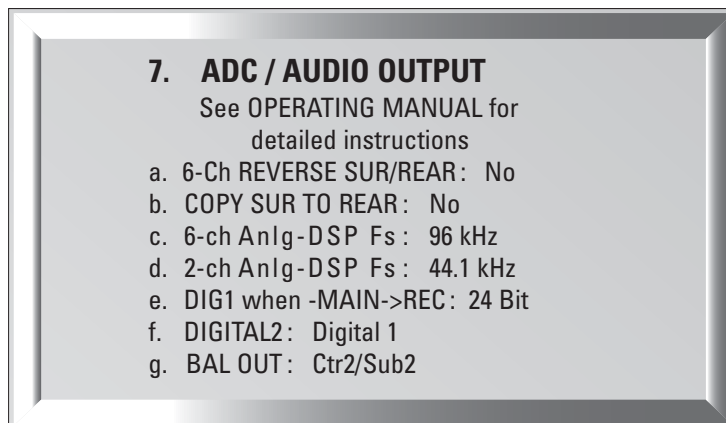 7. ADC / AUDIO OUTPUT
See OPERATING MANUAL for
detailed instructions
a. 6-Ch REVERSE SUR/REAR: No
b. COPY SUR TO REAR: No
c. 6-ch Anlg-DSP Fs: 96 kHz
d. 2-ch Anlg-DSP Fs: 44.1 kHz
e. DIG1 when -MAIN->REC: 24 Bit
f. DIGITAL2: Digital 1
g. BAL OUT: Ctr2/Sub2